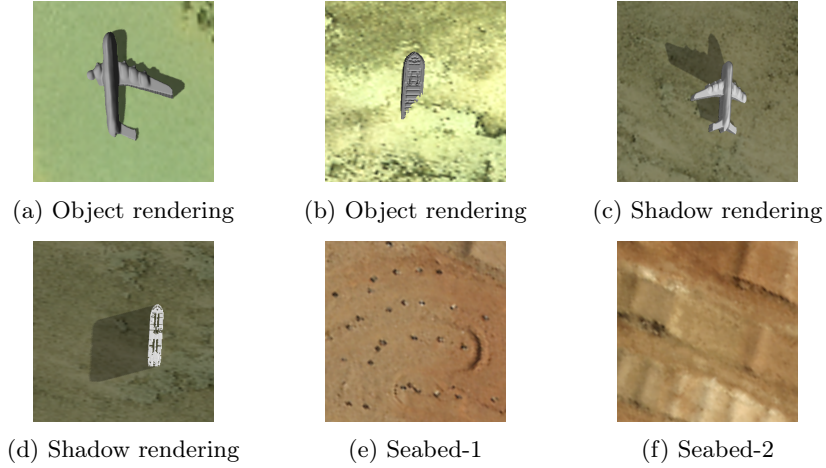 (a) Object rendering
(b) Object rendering
(c) Shadow rendering
(d) Shadow rendering
(e) Seabed-1
(f) Seabed-2